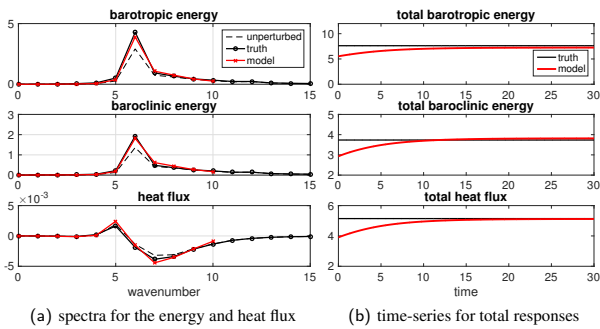 barotropic energy
5
0
0 5 10 15
unperturbed
truth
model
baroclinic energy
3
2
1
0
0 5 10 15
heat flux
×10⁻³
5
0
-5
0 5 10 15
wavenumber
(a) spectra for the energy and heat flux
total barotropic energy
10
5
0
0 5 10 15 20 25 30
truth
model
total baroclinic energy
5
4
3
2
0 5 10 15 20 25 30
total heat flux
6
4
2
0 5 10 15 20 25 30
time
(b) time-series for total responses